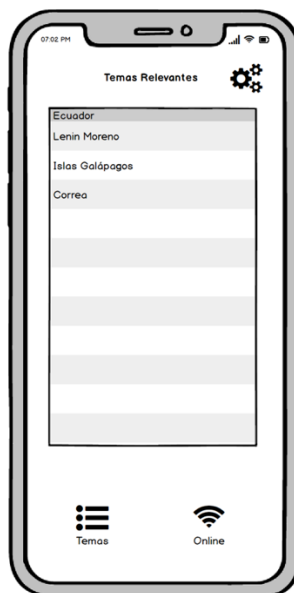 07:02 PM
Temas Relevantes
Ecuador
Lenin Moreno
Islas Galápagos
Correa
Temas
Online